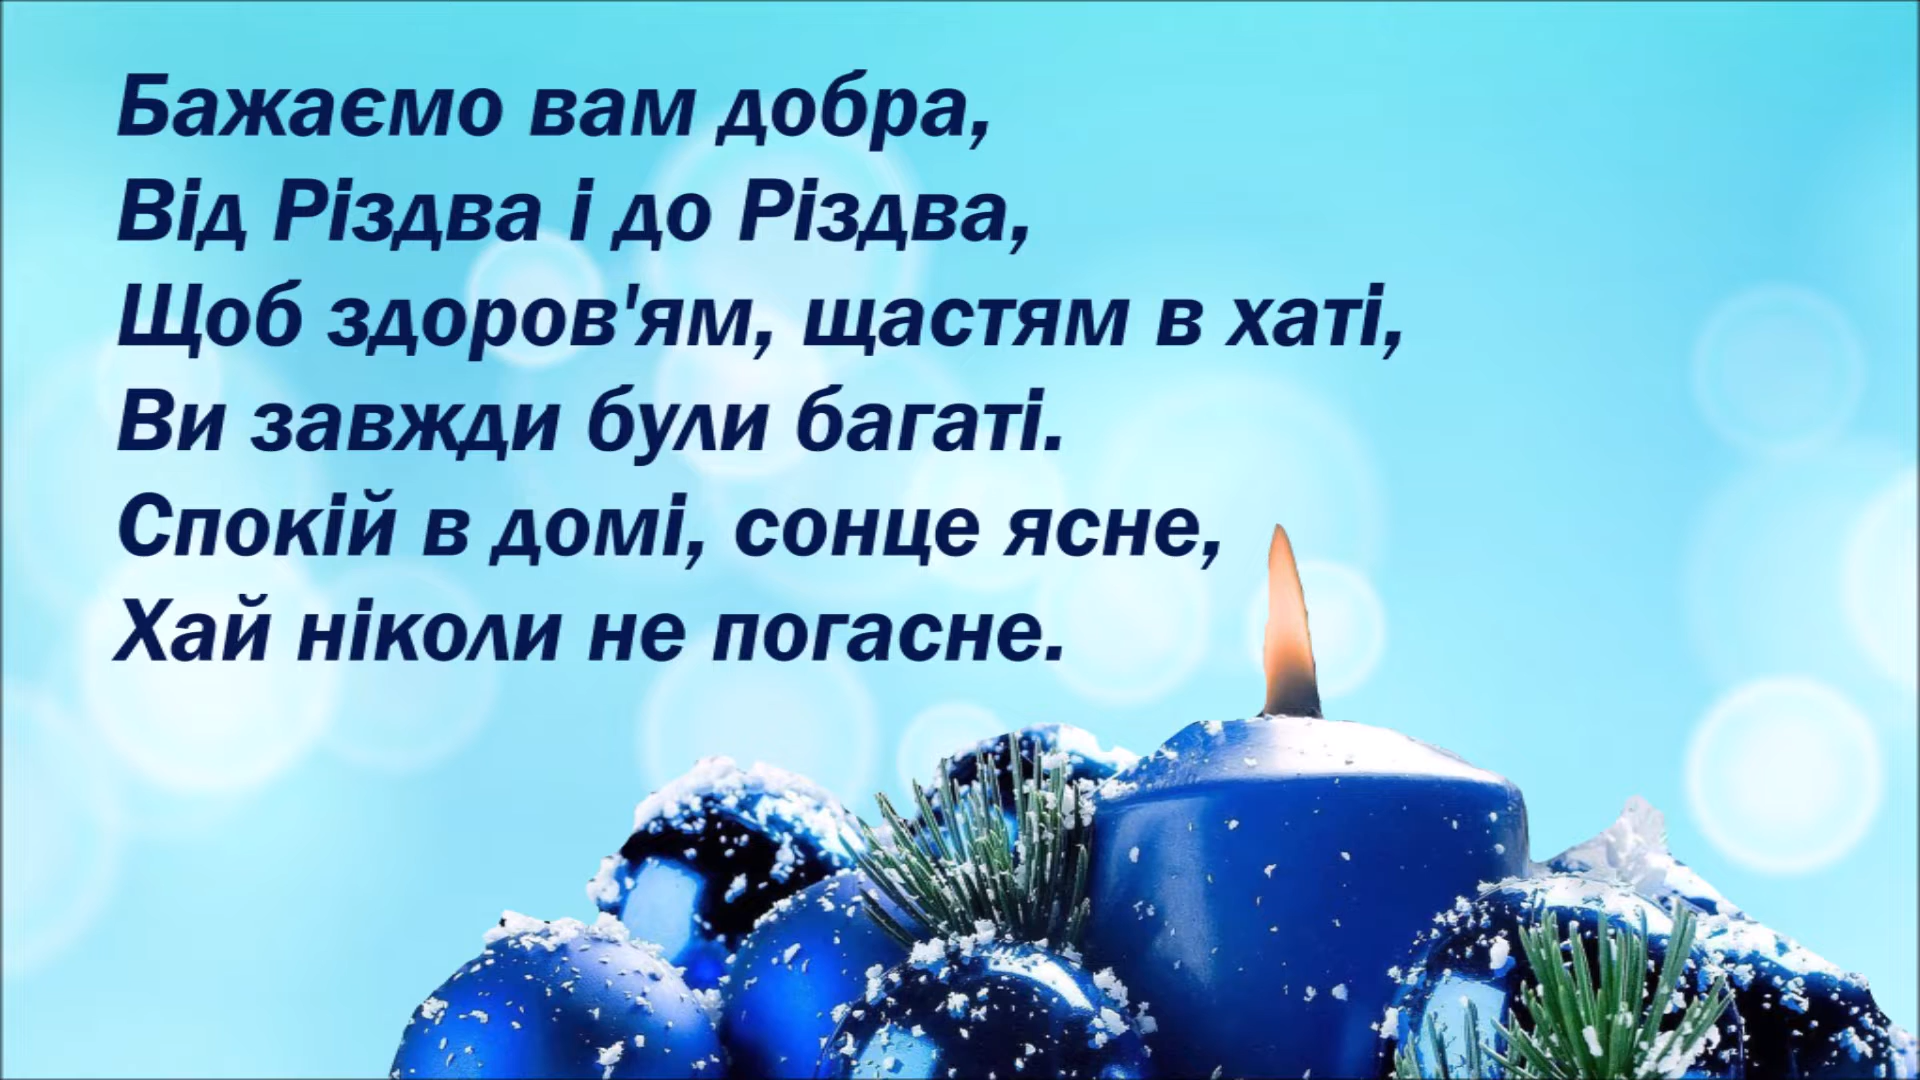 Бажаємо вам добра,
Від Різдва і до Різдва,
Щоб здоров'ям, щастям в хаті,
Ви завжди були багаті.
Спокій в домі, сонце ясне,
Хай ніколи не погасне.